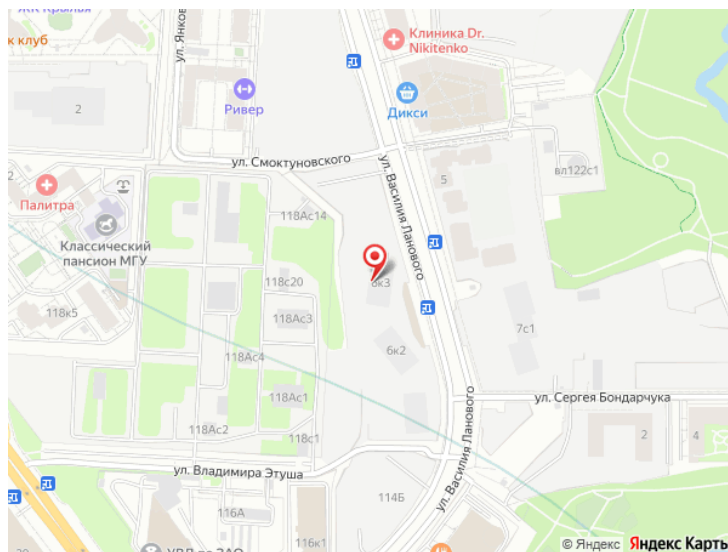 ЖК Крылья
к клуб
ул. Янков
Клиника Dr.
Nikitenko
Ривер
Дикси
2
ул. Смоктуновского
вл122с1
5
Палитра
118Ас14
ул. Василия Ланового
Классический
пансион МГУ
118с20
6к3
118к5
118Ас3
7с1
118Ас4
6к2
118Ас1
ул. Сергея Бондарчука
118Ас2
118с1
2
4
ул. Владимира Этуша
ул. Василия Ланового
114Б
116А
116к1
УВД по ЗАО
20
© Яндекс Яндекс Карты